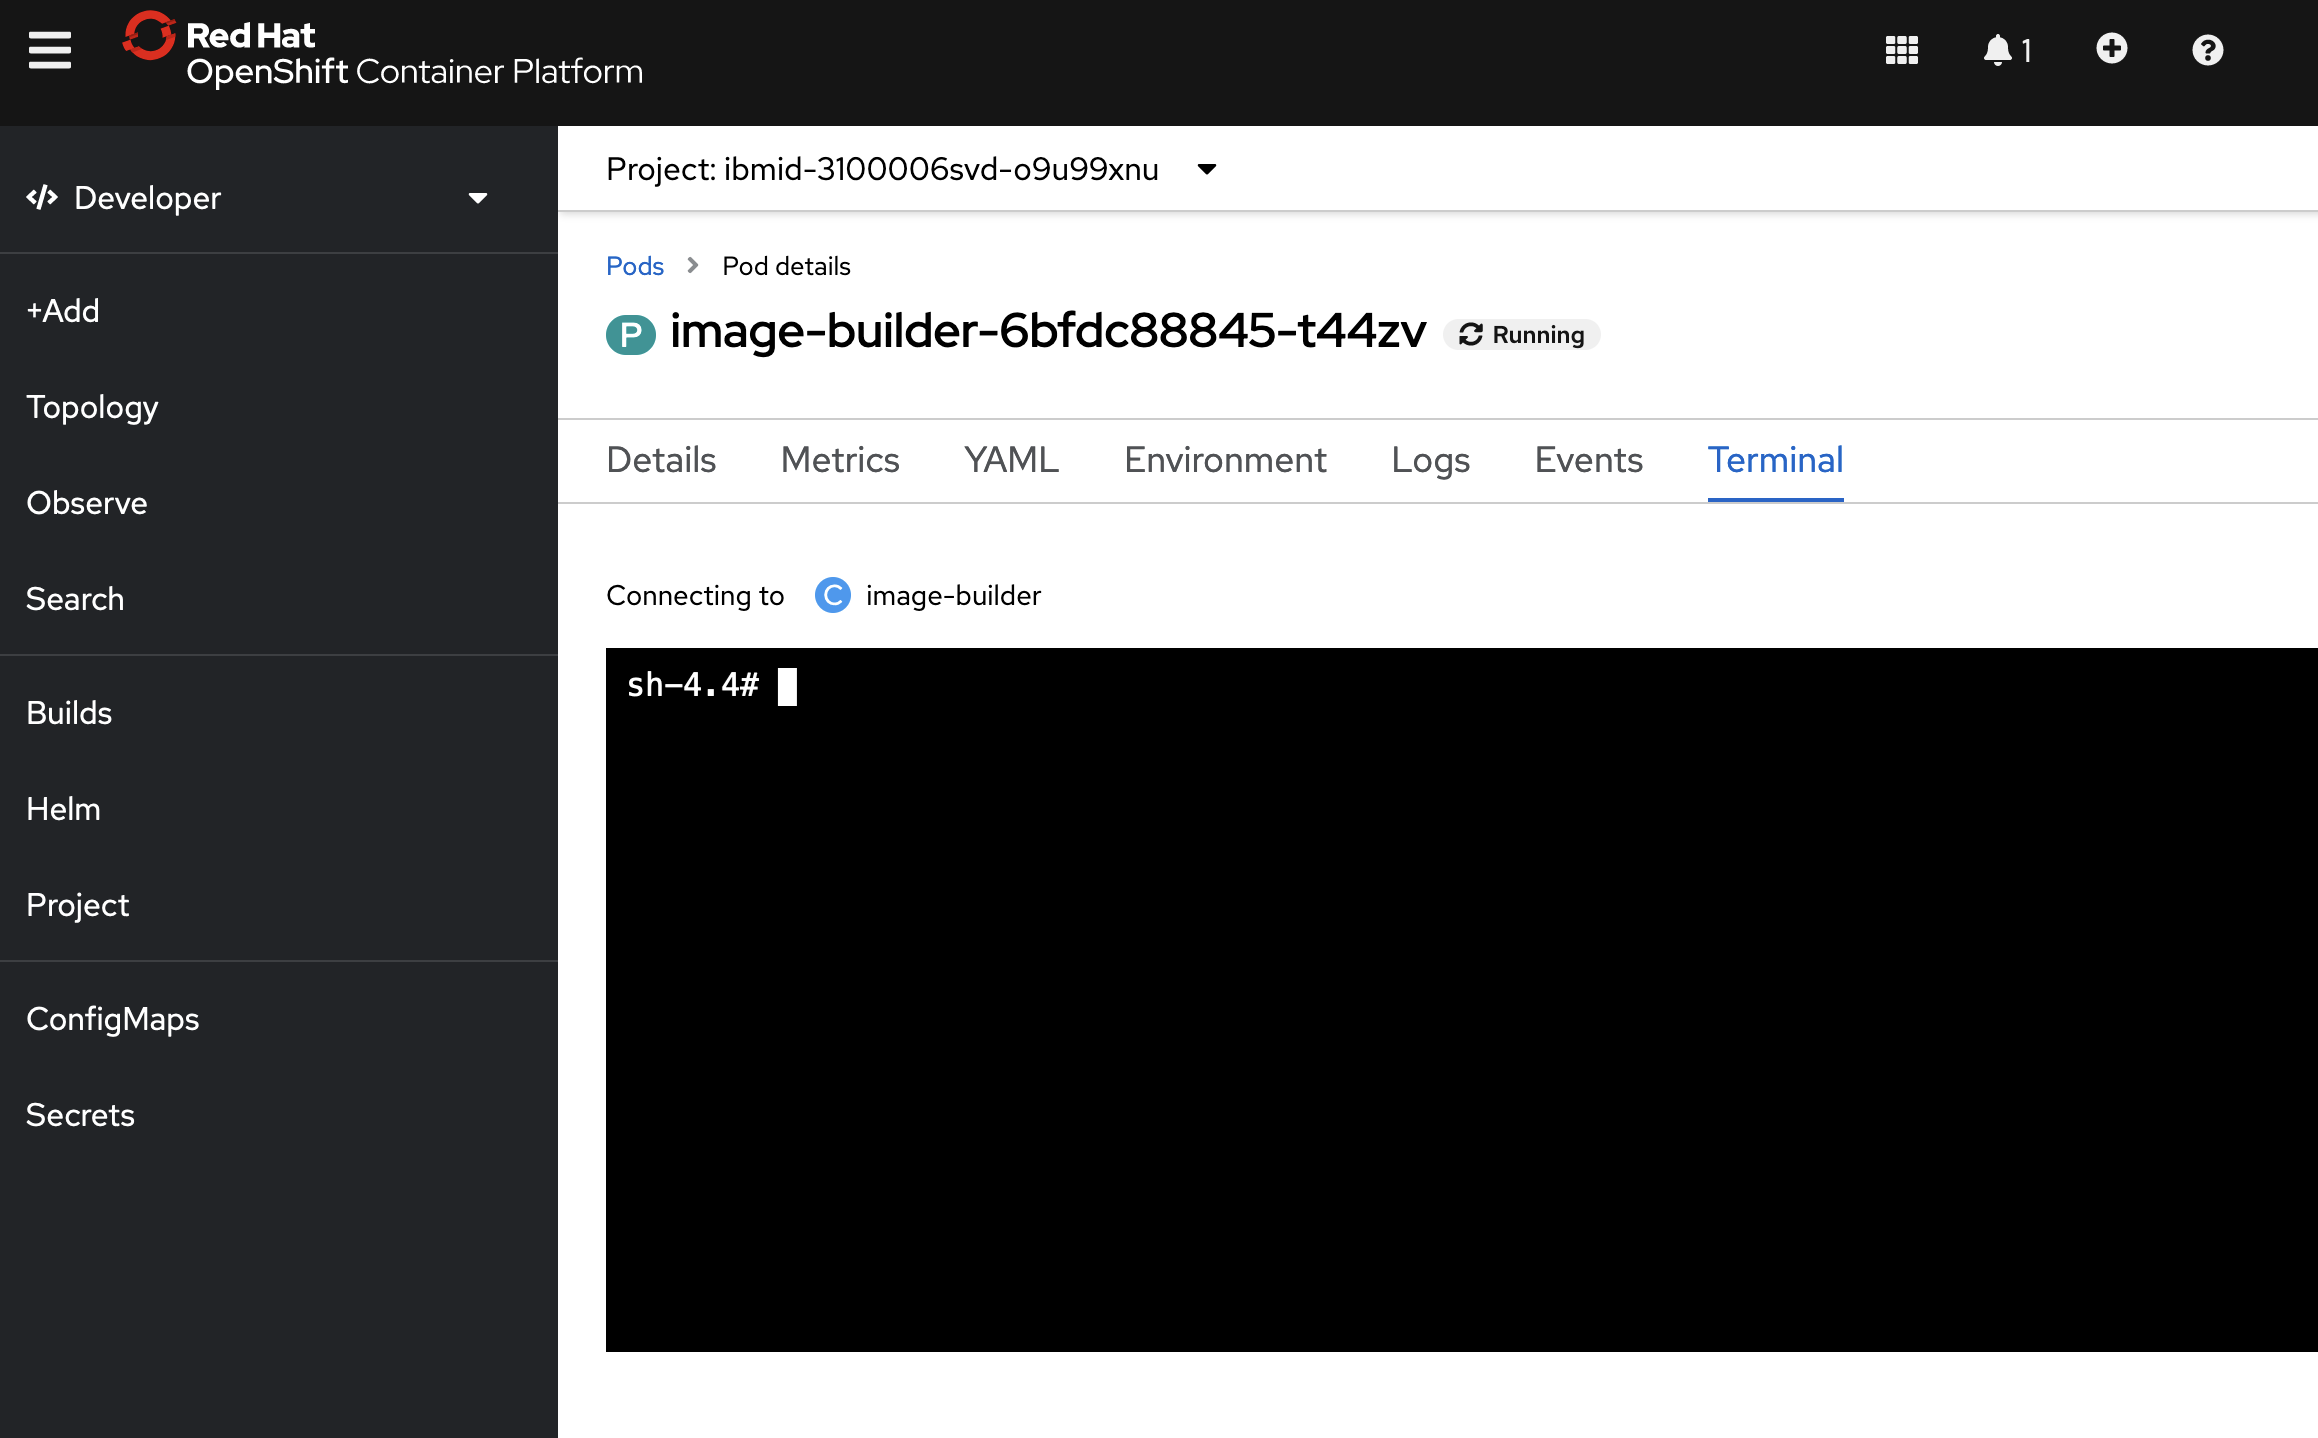 Red Hat
OpenShift Container Platform
1
Developer
+Add
Topology
Observe
Search
Builds
Helm
Project
ConfigMaps
Secrets
Project: ibmid-3100006svd-o9u99xnu
Pods > Pod details
P image-builder-6bfdc88845-t44zv Running
Details Metrics YAML Environment Logs Events Terminal
Connecting to C image-builder
sh-4.4#